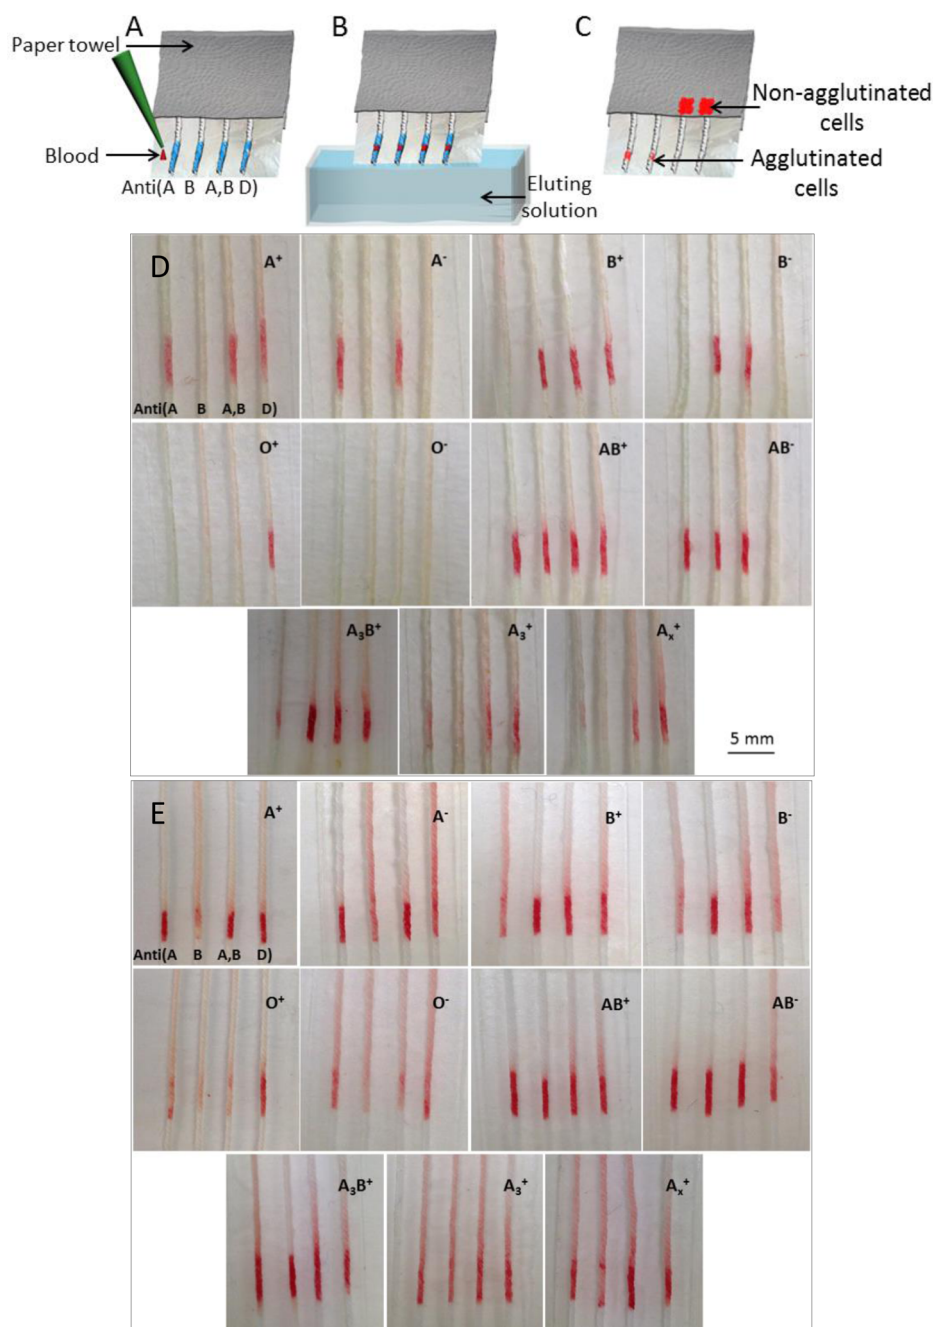 A B C
Paper towel
Non-agglutinated
cells
Blood
Agglutinated
cells
Anti(A B A,B D)
Eluting
solution
D
A⁺ A⁻ B⁺ B⁻
Anti(A B A,B D)
O⁺ O⁻ AB⁺ AB⁻
A₃B⁺ A₃⁺ Aₓ⁺
5 mm
E
A⁺ A⁻ B⁺ B⁻
Anti(A B A,B D)
O⁺ O⁻ AB⁺ AB⁻
A₃B⁺ A₃⁺ Aₓ⁺